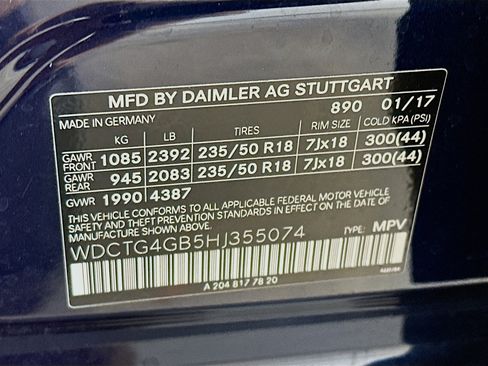 MFD BY DAIMLER AG STUTTGART
890 01/17
MADE IN GERMANY
KG LB TIRES RIM SIZE COLD KPA (PSI)
GAWR FRONT 1085 2392 235/50 R18 7Jx18 300(44)
GAWR REAR 945 2083 235/50 R18 7Jx18 300(44)
GVWR 1990 4387
THIS VEHICLE CONFORMS TO ALL APPLICABLE FEDERAL MOTOR VEHICLE
SAFETY AND THEFT PREVENTION STANDARDS IN EFFECT ON THE DATE OF
MANUFACTURE SHOWN ABOVE.
WDCTG4GB5HJ355074 TYPE: MPV
A 204 817 78 20